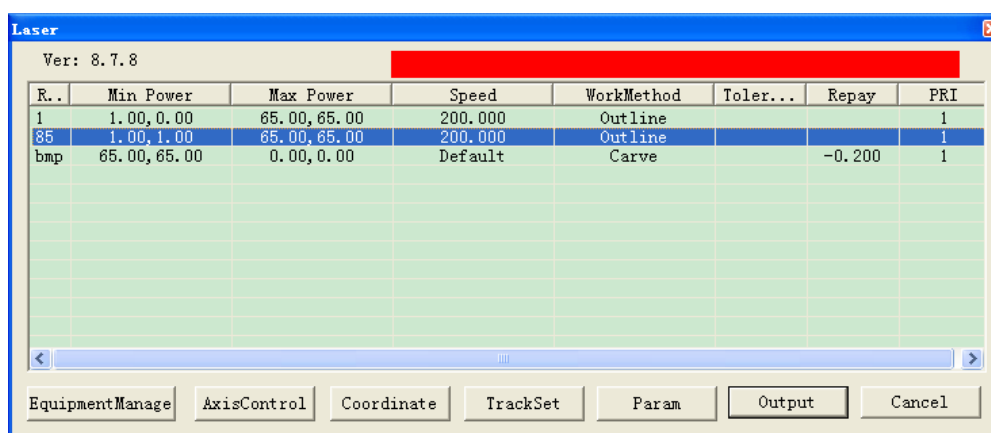 Laser
Ver: 8.7.8
R.. Min Power Max Power Speed WorkMethod Toler... Repay PRI
1 1.00,0.00 65.00,65.00 200.000 Outline 1
85 1.00,1.00 65.00,65.00 200.000 Outline 1
bmp 65.00,65.00 0.00,0.00 Default Carve -0.200 1
EquipmentManage AxisControl Coordinate TrackSet Param Output Cancel